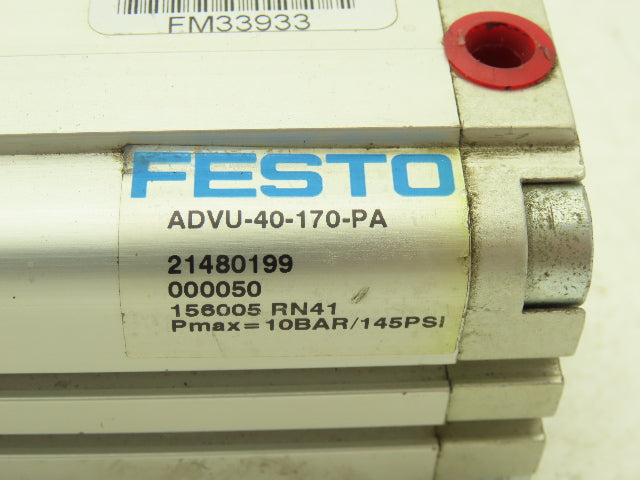 FM33933
FESTO
ADVU-40-170-PA
21480199
000050
156005 RN41
Pmax=10BAR/145PSI